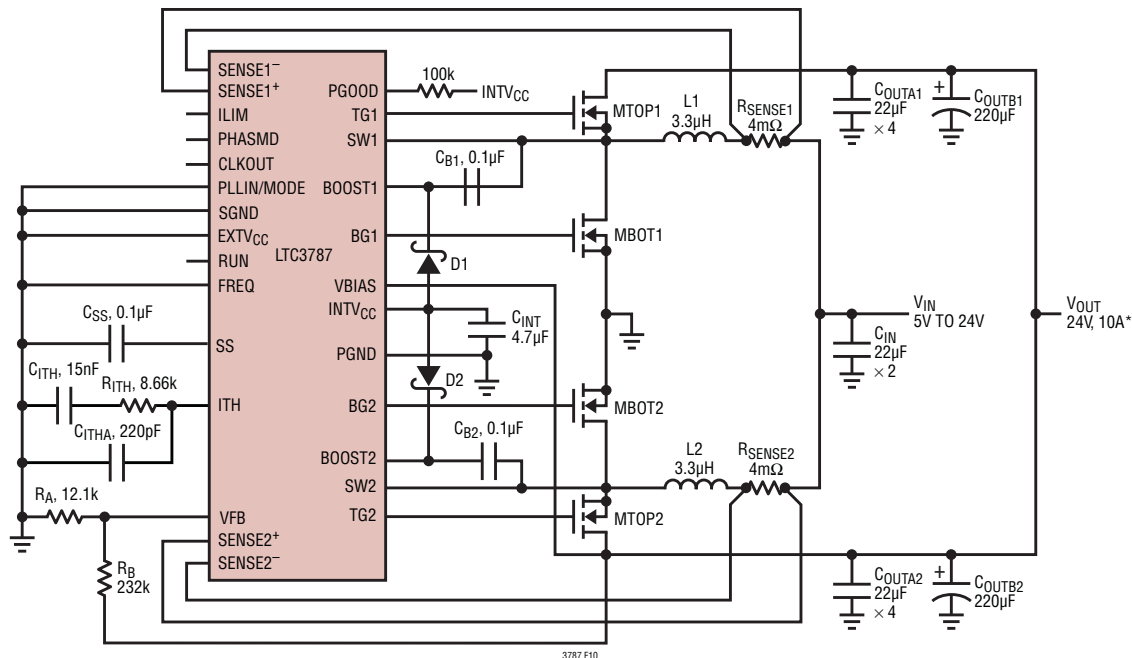 SENSE1–
SENSE1+
ILIM
PHASMD
CLKOUT
PLLIN/MODE
SGND
EXTVCC
RUN
FREQ
SS
ITH
VFB
SENSE2+
SENSE2–
LTC3787
PGOOD
TG1
SW1
BOOST1
BG1
VBIAS
INTVCC
PGND
BG2
BOOST2
SW2
TG2
100k
INTVCC
CB1, 0.1µF
D1
CINT
4.7µF
D2
CB2, 0.1µF
MTOP1
MBOT1
MBOT2
MTOP2
L1
3.3µH
RSENSE1
4mΩ
L2
3.3µH
RSENSE2
4mΩ
COUTA1
22µF
× 4
+
COUTB1
220µF
VIN
5V TO 24V
CIN
22µF
× 2
VOUT
24V, 10A*
COUTA2
22µF
× 4
+
COUTB2
220µF
CSS, 0.1µF
CITH, 15nF
RITH, 8.66k
CITHA, 220pF
RA, 12.1k
RB
232k
3787 F10